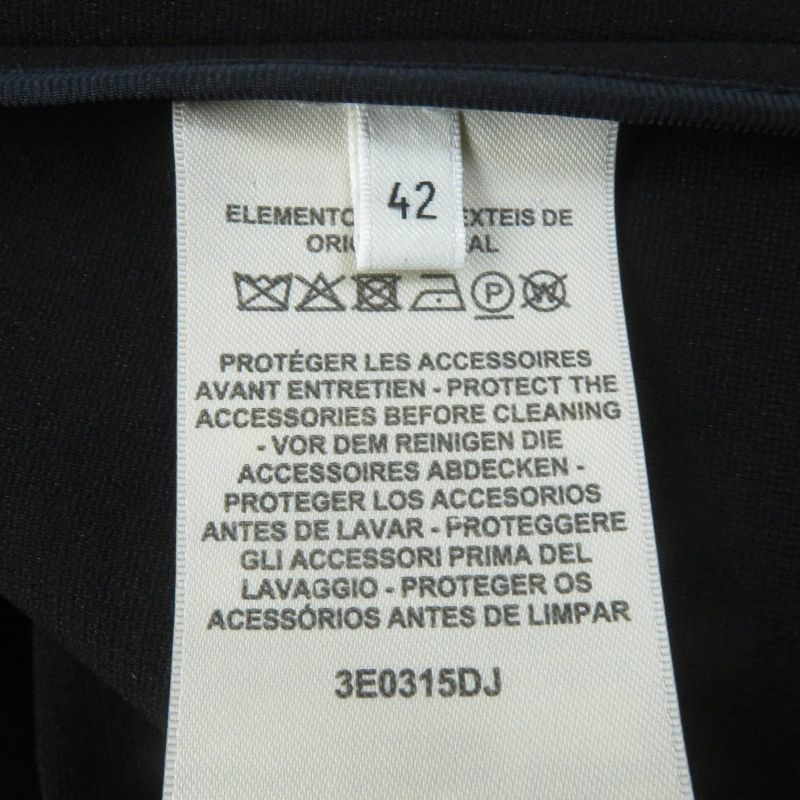 42
ELEMENTO EXTEIS DE
ORI AL
P W
PROTÉGER LES ACCESSOIRES
AVANT ENTRETIEN - PROTECT THE
ACCESSORIES BEFORE CLEANING
- VOR DEM REINIGEN DIE
ACCESSOIRES ABDECKEN -
PROTEGER LOS ACCESORIOS
ANTES DE LAVAR - PROTEGGERE
GLI ACCESSORI PRIMA DEL
LAVAGGIO - PROTEGER OS
ACESSÓRIOS ANTES DE LIMPAR
3E0315DJ